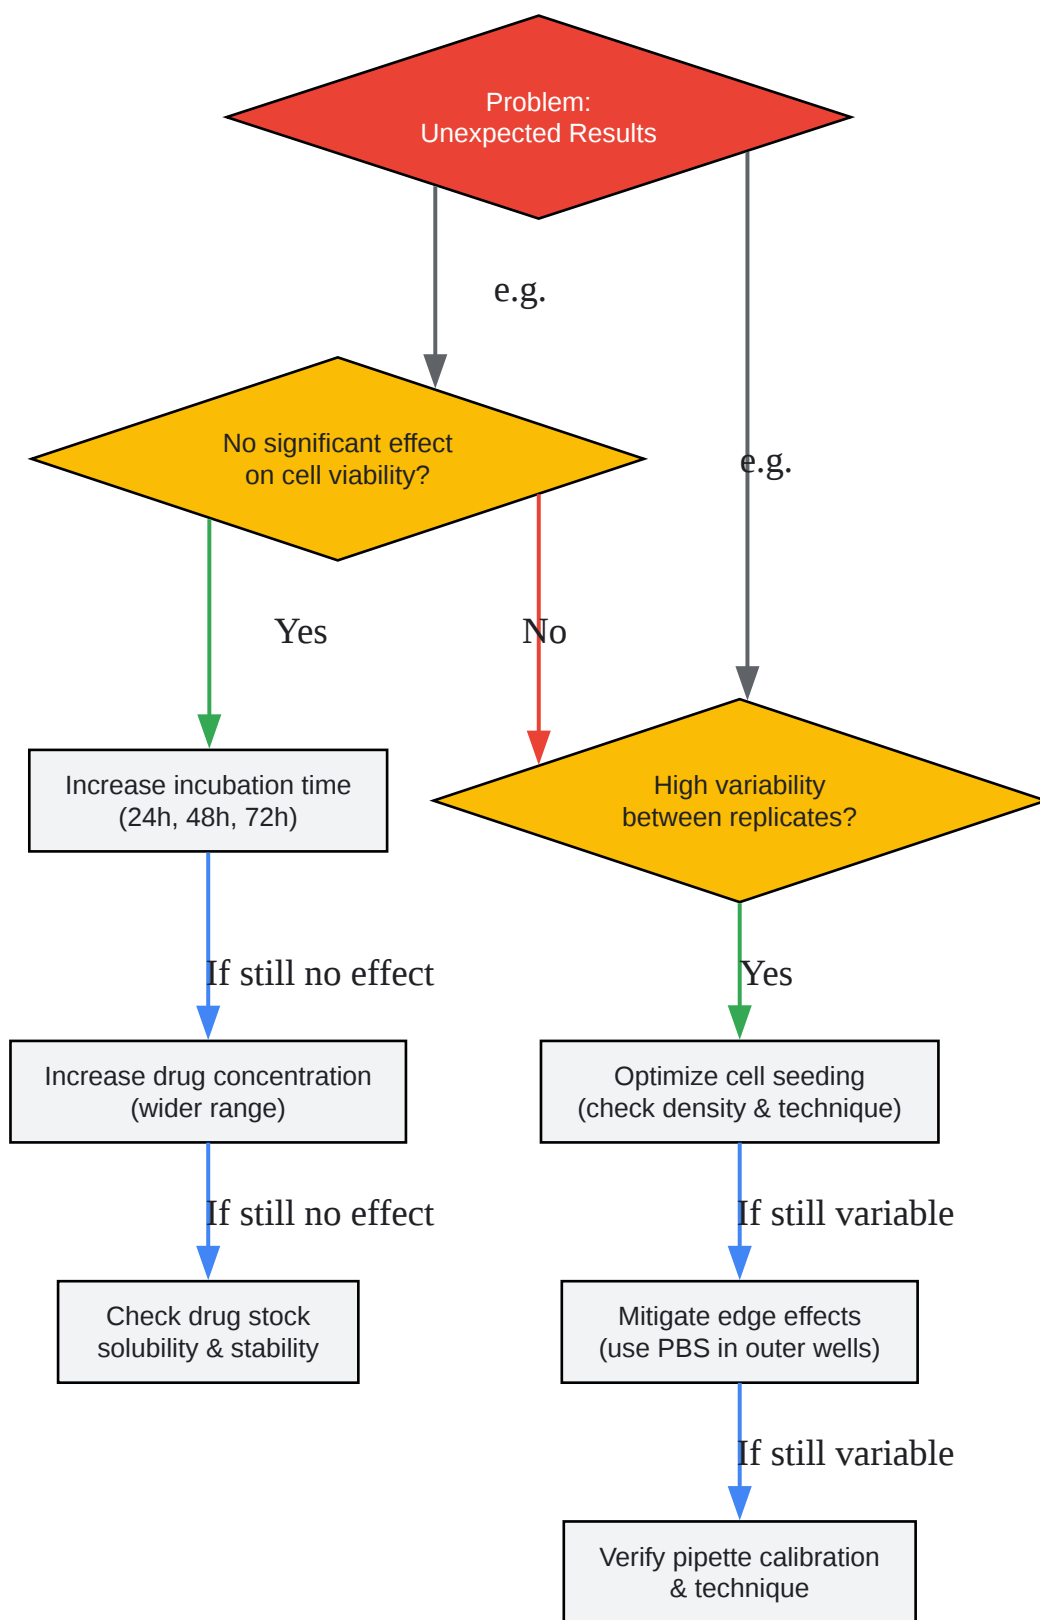 Problem:
Unexpected Results
e.g.
No significant effect
on cell viability?
e.g.
Yes
No
Increase incubation time
(24h, 48h, 72h)
High variability
between replicates?
If still no effect
Yes
Increase drug concentration
(wider range)
Optimize cell seeding
(check density & technique)
If still no effect
If still variable
Check drug stock
solubility & stability
Mitigate edge effects
(use PBS in outer wells)
If still variable
Verify pipette calibration
& technique